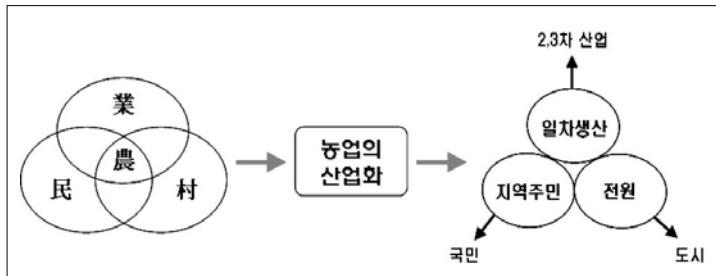 業
農
民
村
농업의
산업화
2,3차 산업
일차생산
지역주민
전원
국민
도시